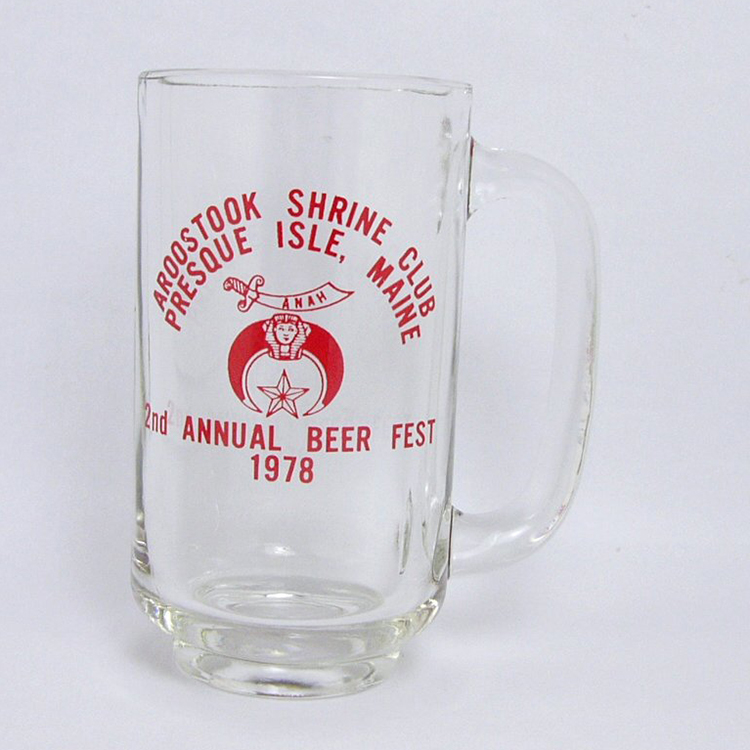 AROOSTOOK SHRINE CLUB
PRESQUE ISLE, MAINE
ANAH
2nd ANNUAL BEER FEST
1978